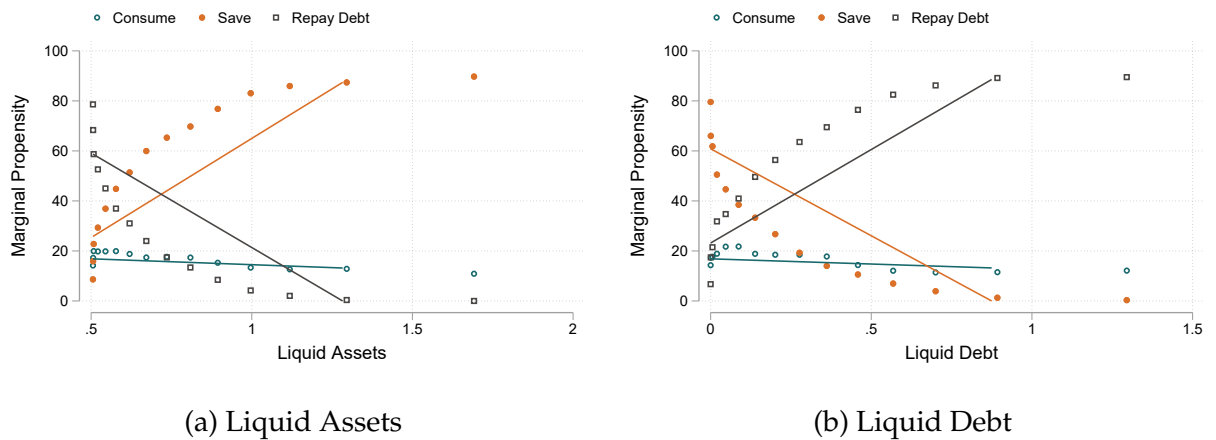 Consume Save Repay Debt
100
80
60
40
20
0
Marginal Propensity
.5 1 1.5 2
Liquid Assets
(a) Liquid Assets
Consume Save Repay Debt
100
80
60
40
20
0
Marginal Propensity
0 .5 1 1.5
Liquid Debt
(b) Liquid Debt